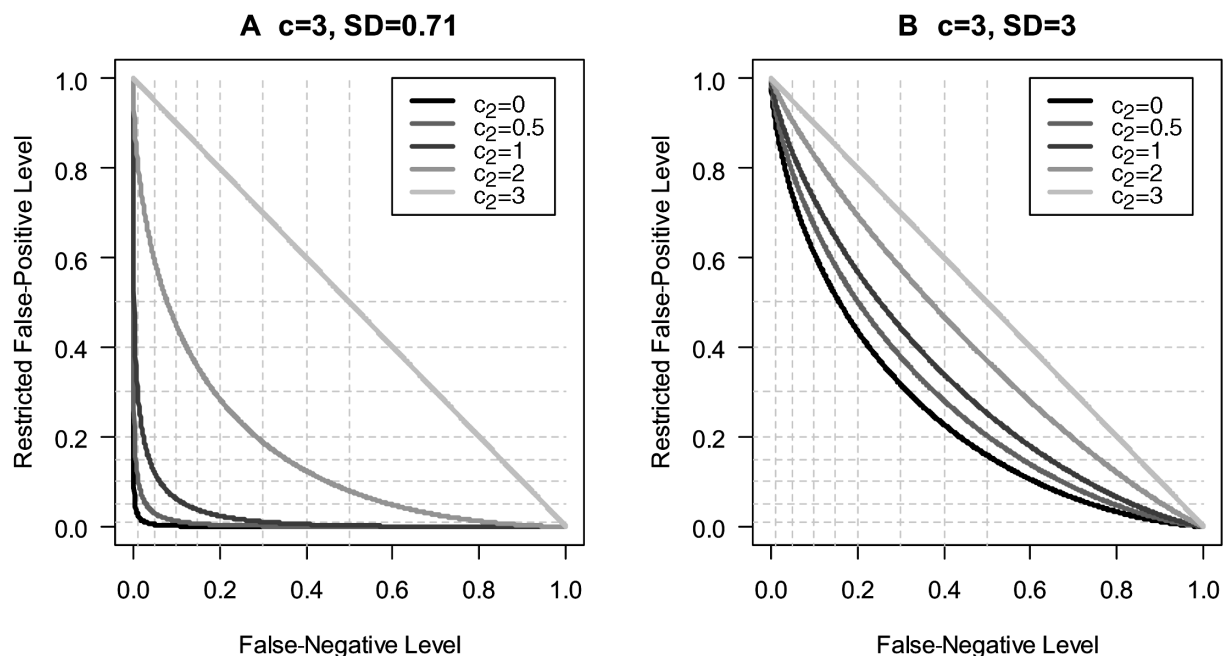 A c=3, SD=0.71
1.0
0.8
0.6
0.4
0.2
0.0
Restricted False-Positive Level
c2=0
c2=0.5
c2=1
c2=2
c2=3
0.0 0.2 0.4 0.6 0.8 1.0
False-Negative Level
B c=3, SD=3
1.0
0.8
0.6
0.4
0.2
0.0
Restricted False-Positive Level
c2=0
c2=0.5
c2=1
c2=2
c2=3
0.0 0.2 0.4 0.6 0.8 1.0
False-Negative Level